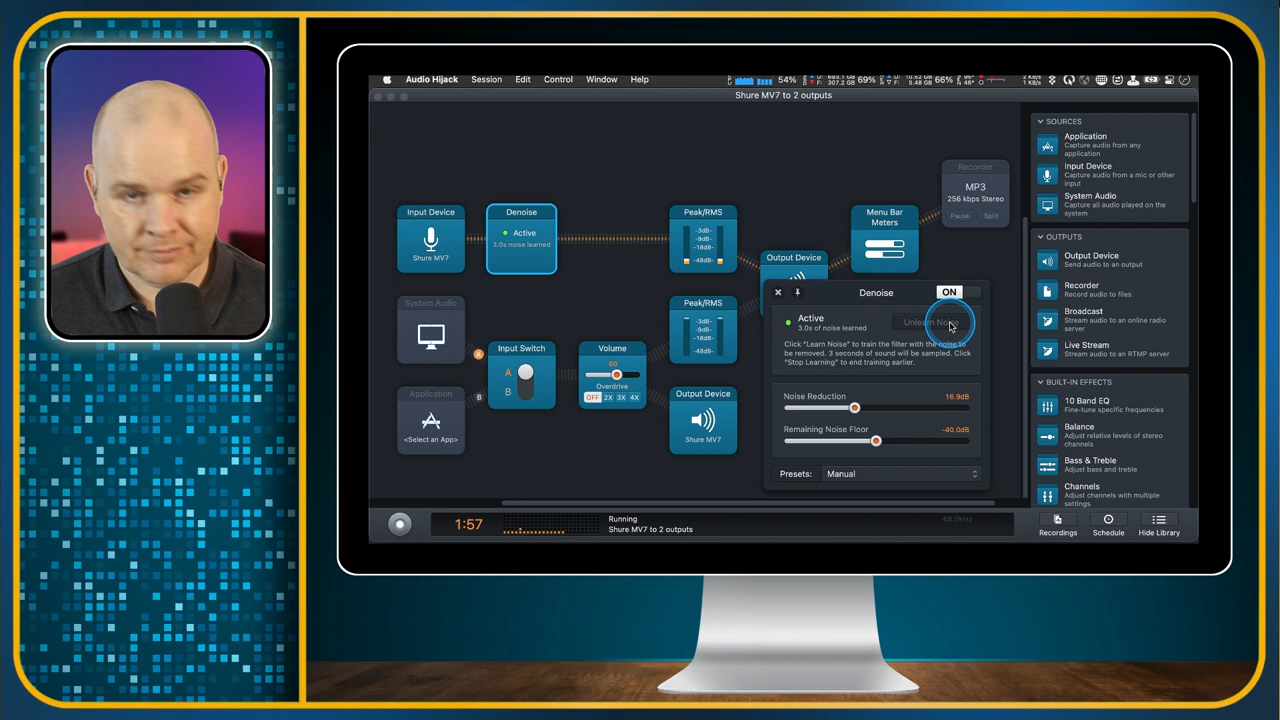 Audio Hijack Session Edit Control Window Help
54% 69% 66%
Shure MV7 to 2 outputs
Input Device
Shure MV7
Denoise
Active
3.0s noise learned
Peak/RMS
-3dB-
-9dB-
-18dB-
-48dB-
Output Device
Menu Bar
Meters
Recorder
MP3
256 kbps Stereo
Pause Split
System Audio
Application
<Select an App>
A
B
Input Switch
A
B
Volume
60
Overdrive
OFF 2X 3X 4X
Peak/RMS
-3dB-
-9dB-
-18dB-
-48dB-
Output Device
Shure MV7
Denoise
ON
Active
3.0s of noise learned
Unlearn Noise
Click "Learn Noise" to train the filter with the noise to
be removed. 3 seconds of sound will be sampled. Click
"Stop Learning" to end training earlier.
Noise Reduction 16.9dB
Remaining Noise Floor -40.0dB
Presets: Manual
1:57
Running
Shure MV7 to 2 outputs
48.0kHz
SOURCES
Application
Capture audio from any
application
Input Device
Capture audio from a mic or other
input
System Audio
Capture all audio played on the
system
OUTPUTS
Output Device
Send audio to an output
Recorder
Record audio to files
Broadcast
Stream audio to an online radio
server
Live Stream
Stream audio to an RTMP server
BUILT-IN EFFECTS
10 Band EQ
Fine-tune specific frequencies
Balance
Adjust relative levels of stereo
channels
Bass & Treble
Adjust bass and treble
Channels
Adjust channels with multiple
settings
Recordings Schedule Hide Library